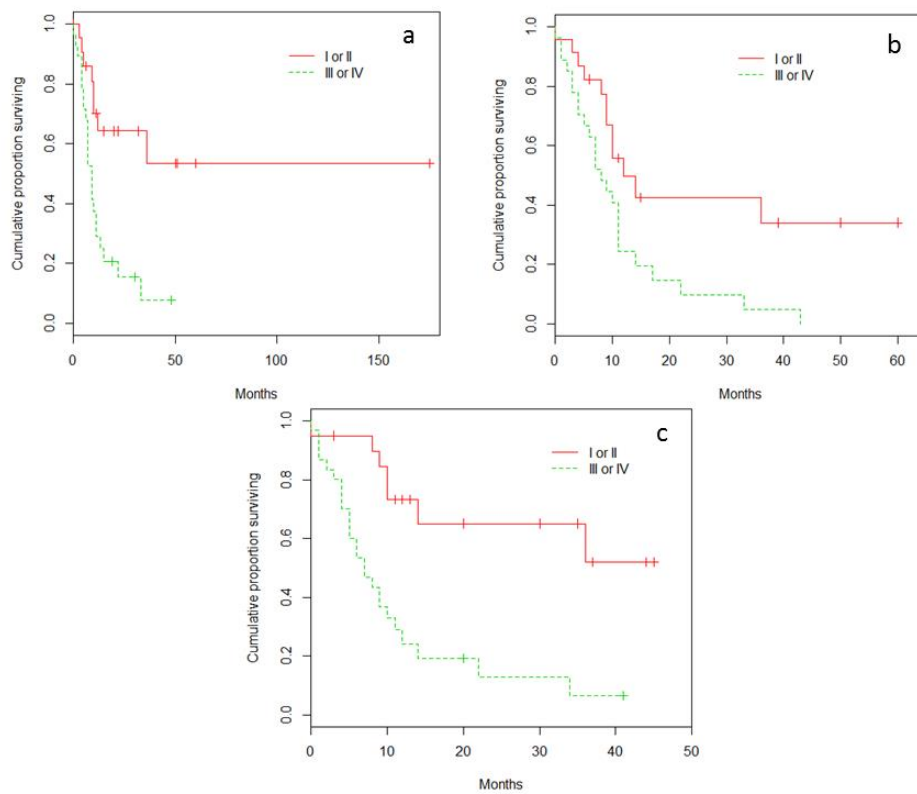 a
I or II
III or IV
Cumulative proportion surviving
0.0 0.2 0.4 0.6 0.8 1.0
0 50 100 150
Months
b
I or II
III or IV
Cumulative proportion surviving
0.0 0.2 0.4 0.6 0.8 1.0
0 10 20 30 40 50 60
Months
c
I or II
III or IV
Cumulative proportion surviving
0.0 0.2 0.4 0.6 0.8 1.0
0 10 20 30 40 50
Months